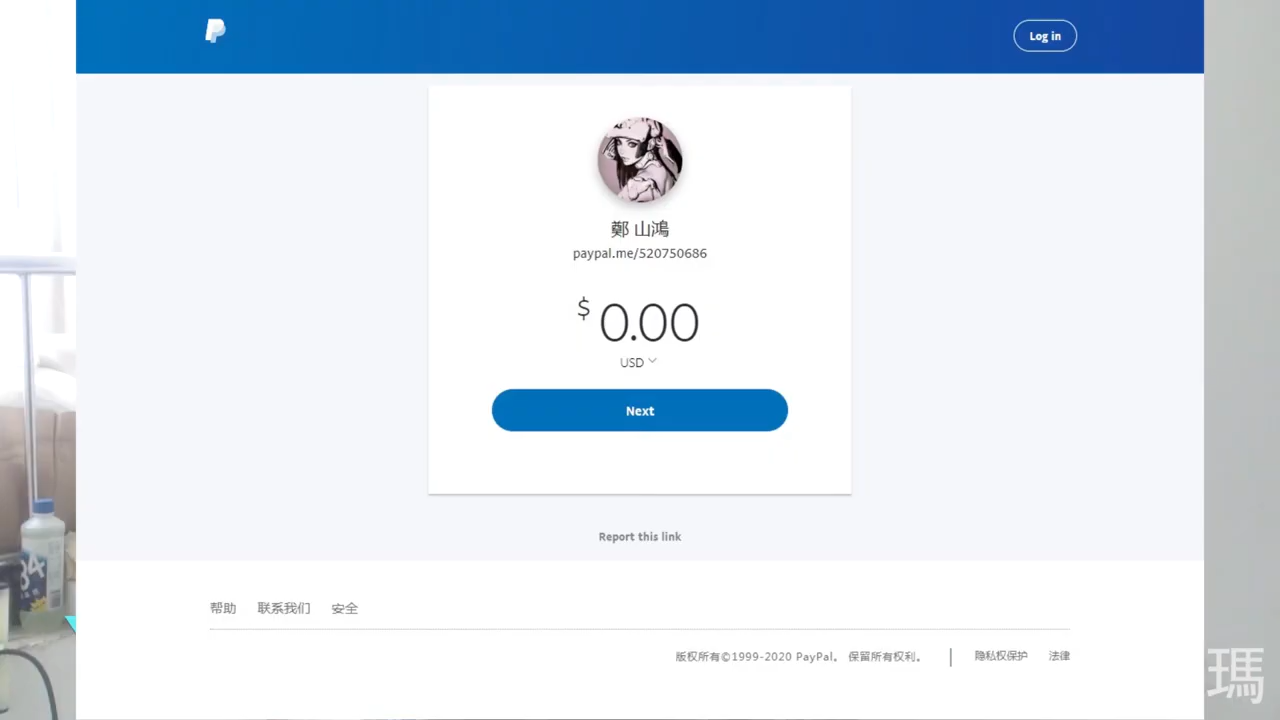 Log in
鄭 山鴻
paypal.me/520750686
$ 0.00
USD
Next
Report this link
帮助 联系我们 安全
版权所有©1999-2020 PayPal。 保留所有权利。 隐私权保护 法律
84
瑪